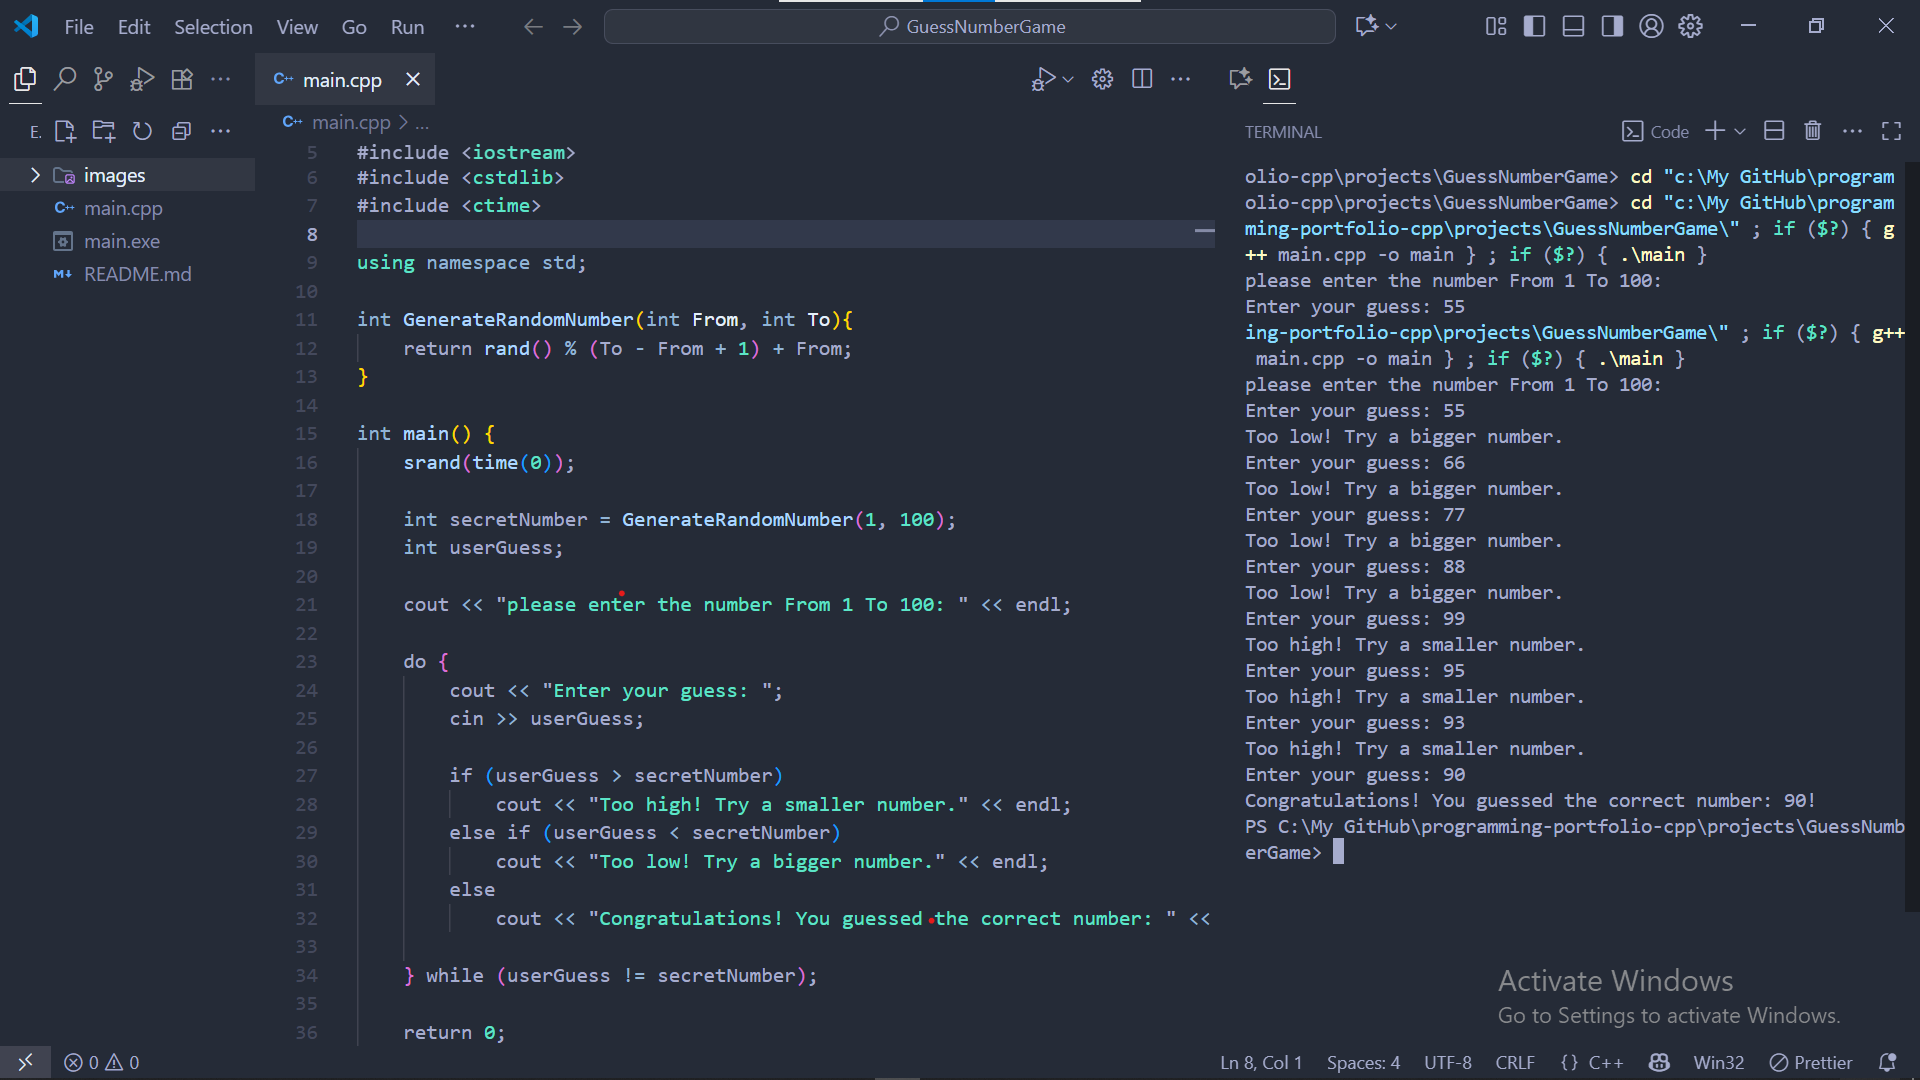 File Edit Selection View Go Run
GuessNumberGame
main.cpp
E.
images
main.cpp
main.exe
README.md
main.cpp > ...
5 #include <iostream>
6 #include <cstdlib>
7 #include <ctime>
8
9 using namespace std;
10
11 int GenerateRandomNumber(int From, int To){
12 return rand() % (To - From + 1) + From;
13 }
14
15 int main() {
16 srand(time(0));
17
18 int secretNumber = GenerateRandomNumber(1, 100);
19 int userGuess;
20
21 cout << "please enter the number From 1 To 100: " << endl;
22
23 do {
24 cout << "Enter your guess: ";
25 cin >> userGuess;
26
27 if (userGuess > secretNumber)
28 cout << "Too high! Try a smaller number." << endl;
29 else if (userGuess < secretNumber)
30 cout << "Too low! Try a bigger number." << endl;
31 else
32 cout << "Congratulations! You guessed the correct number: " <<
33
34 } while (userGuess != secretNumber);
35
36 return 0;
TERMINAL
Code
olio-cpp\projects\GuessNumberGame> cd "c:\My GitHub\program
olio-cpp\projects\GuessNumberGame> cd "c:\My GitHub\program
ming-portfolio-cpp\projects\GuessNumberGame\" ; if ($?) { g
++ main.cpp -o main } ; if ($?) { .\main }
please enter the number From 1 To 100:
Enter your guess: 55
ing-portfolio-cpp\projects\GuessNumberGame\" ; if ($?) { g++
main.cpp -o main } ; if ($?) { .\main }
please enter the number From 1 To 100:
Enter your guess: 55
Too low! Try a bigger number.
Enter your guess: 66
Too low! Try a bigger number.
Enter your guess: 77
Too low! Try a bigger number.
Enter your guess: 88
Too low! Try a bigger number.
Enter your guess: 99
Too high! Try a smaller number.
Enter your guess: 95
Too high! Try a smaller number.
Enter your guess: 93
Too high! Try a smaller number.
Enter your guess: 90
Congratulations! You guessed the correct number: 90!
PS C:\My GitHub\programming-portfolio-cpp\projects\GuessNumb
erGame>
Activate Windows
Go to Settings to activate Windows.
0 0
Ln 8, Col 1 Spaces: 4 UTF-8 CRLF {} C++ Win32 Prettier